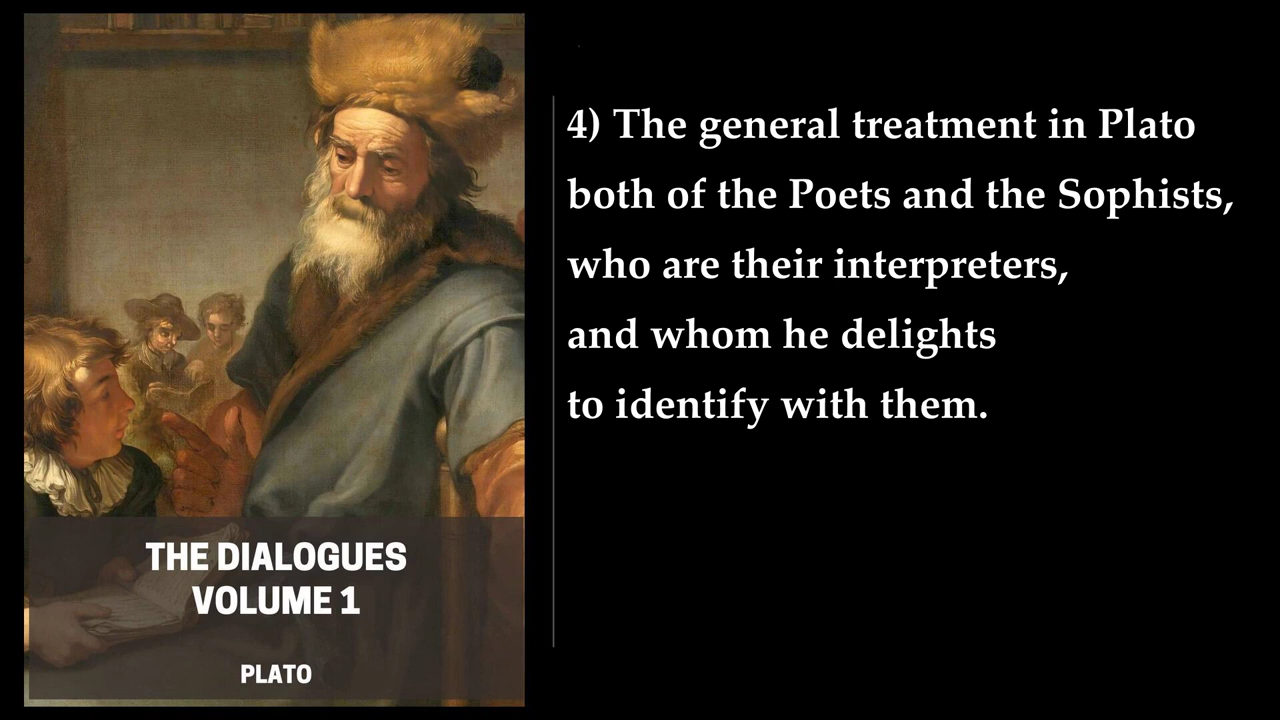 4) The general treatment in Plato
both of the Poets and the Sophists,
who are their interpreters,
and whom he delights
to identify with them.
THE DIALOGUES
VOLUME 1
PLATO